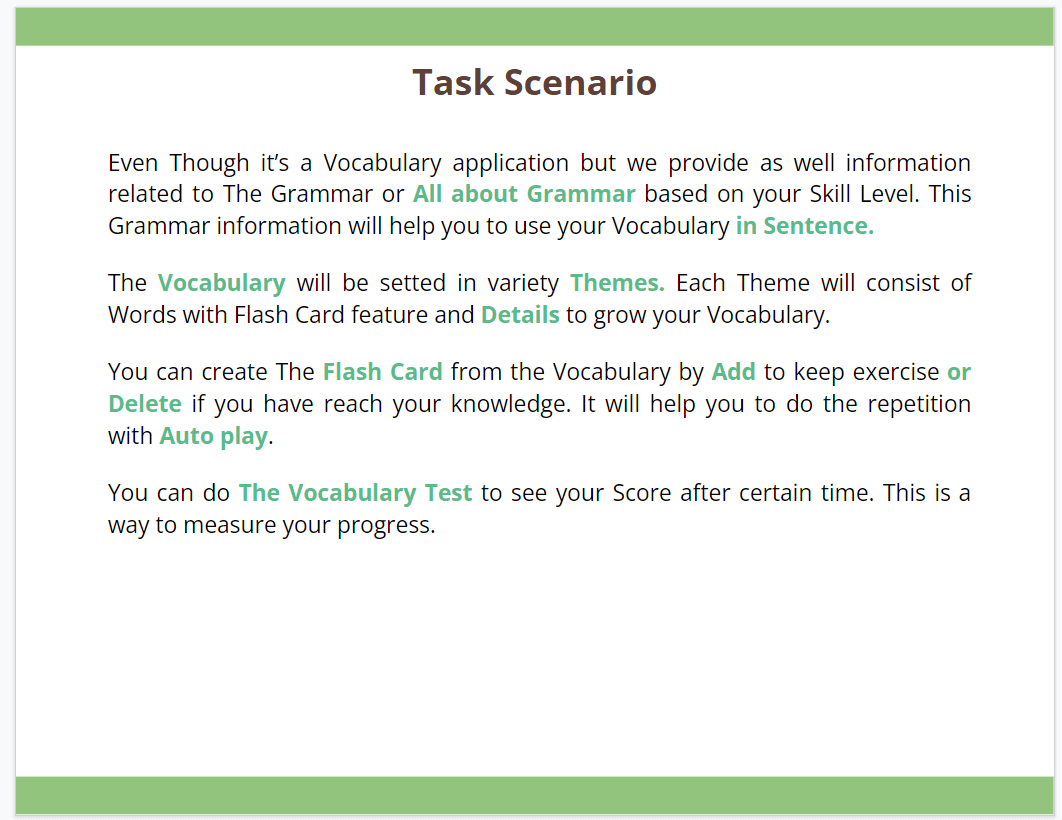 Task Scenario
Even Though it’s a Vocabulary application but we provide as well information
related to The Grammar or All about Grammar based on your Skill Level. This
Grammar information will help you to use your Vocabulary in Sentence.
The Vocabulary will be setted in variety Themes. Each Theme will consist of
Words with Flash Card feature and Details to grow your Vocabulary.
You can create The Flash Card from the Vocabulary by Add to keep exercise or
Delete if you have reach your knowledge. It will help you to do the repetition
with Auto play.
You can do The Vocabulary Test to see your Score after certain time. This is a
way to measure your progress.